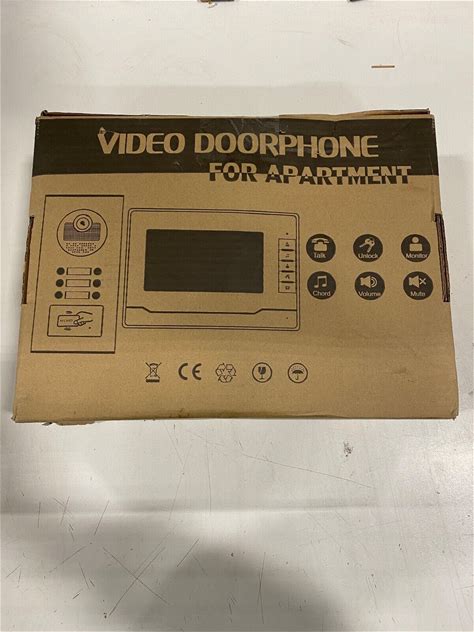 VIDEO DOORPHONE
FOR APARTMENT
Talk
Unlock
Monitor
Chord
Volume
Mute
CE